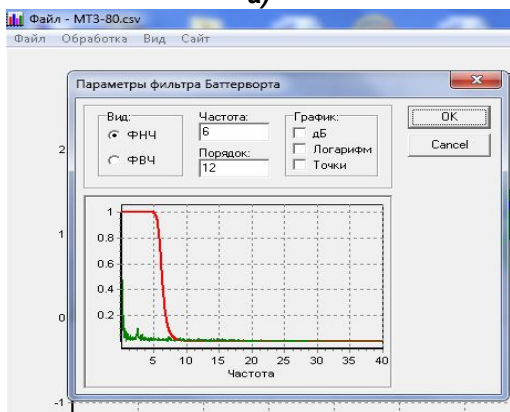 а)
Файл - МТЗ-80.csv
Файл Обработка Вид Сайт
Параметры фильтра Баттерворта
Вид:
ФНЧ
ФВЧ
Частота:
6
Порядок:
12
График:
дБ
Логарифм
Точки
OK
Cancel
2
1
0
-1
1
0.8
0.6
0.4
0.2
5 10 15 20 25 30 35 40
Частота